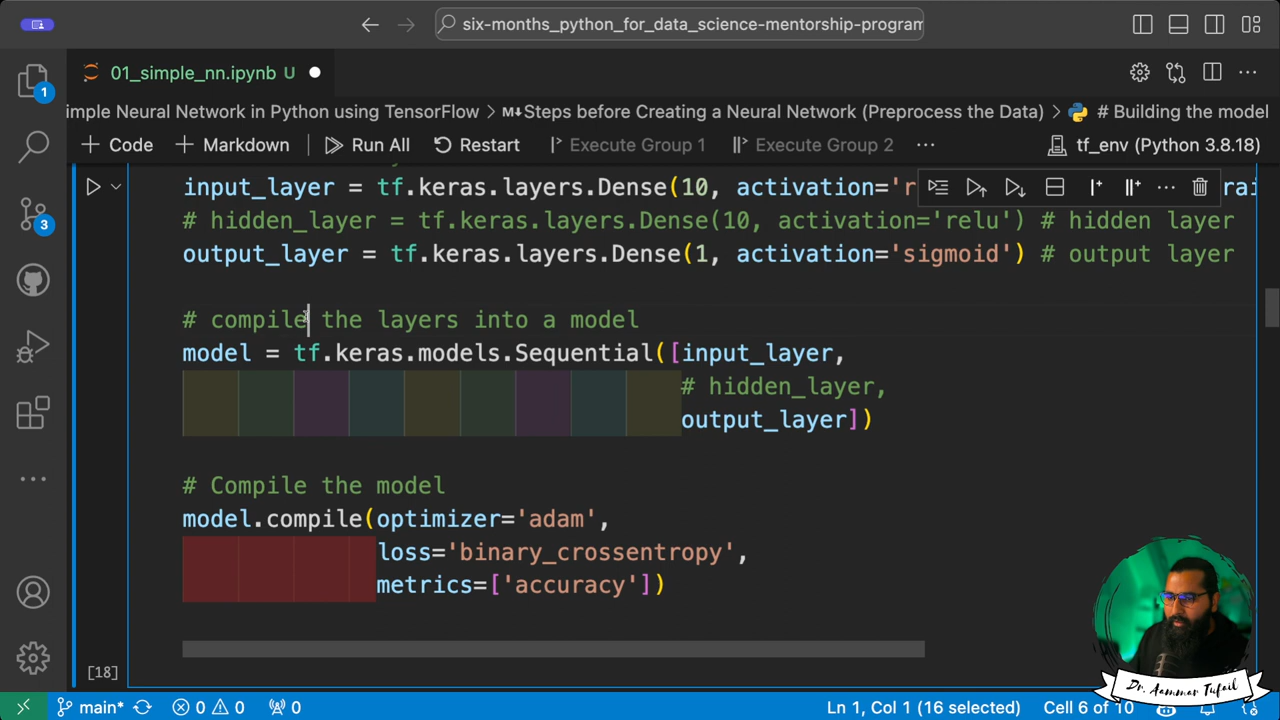 six-months_python_for_data_science-mentorship-program
01_simple_nn.ipynb U
1
imple Neural Network in Python using TensorFlow > M↓Steps before Creating a Neural Network (Preprocess the Data) > # Building the model
+ Code + Markdown Run All Restart Execute Group 1 Execute Group 2 ··· tf_env (Python 3.8.18)
input_layer = tf.keras.layers.Dense(10, activation='r rai
3
# hidden_layer = tf.keras.layers.Dense(10, activation='relu') # hidden layer
output_layer = tf.keras.layers.Dense(1, activation='sigmoid') # output layer
# compile the layers into a model
model = tf.keras.models.Sequential([input_layer,
# hidden_layer,
output_layer])
# Compile the model
model.compile(optimizer='adam',
loss='binary_crossentropy',
metrics=['accuracy'])
[18]
Dr. Aammar Tufail
main* 0 0 0 Ln 1, Col 1 (16 selected) Cell 6 of 10